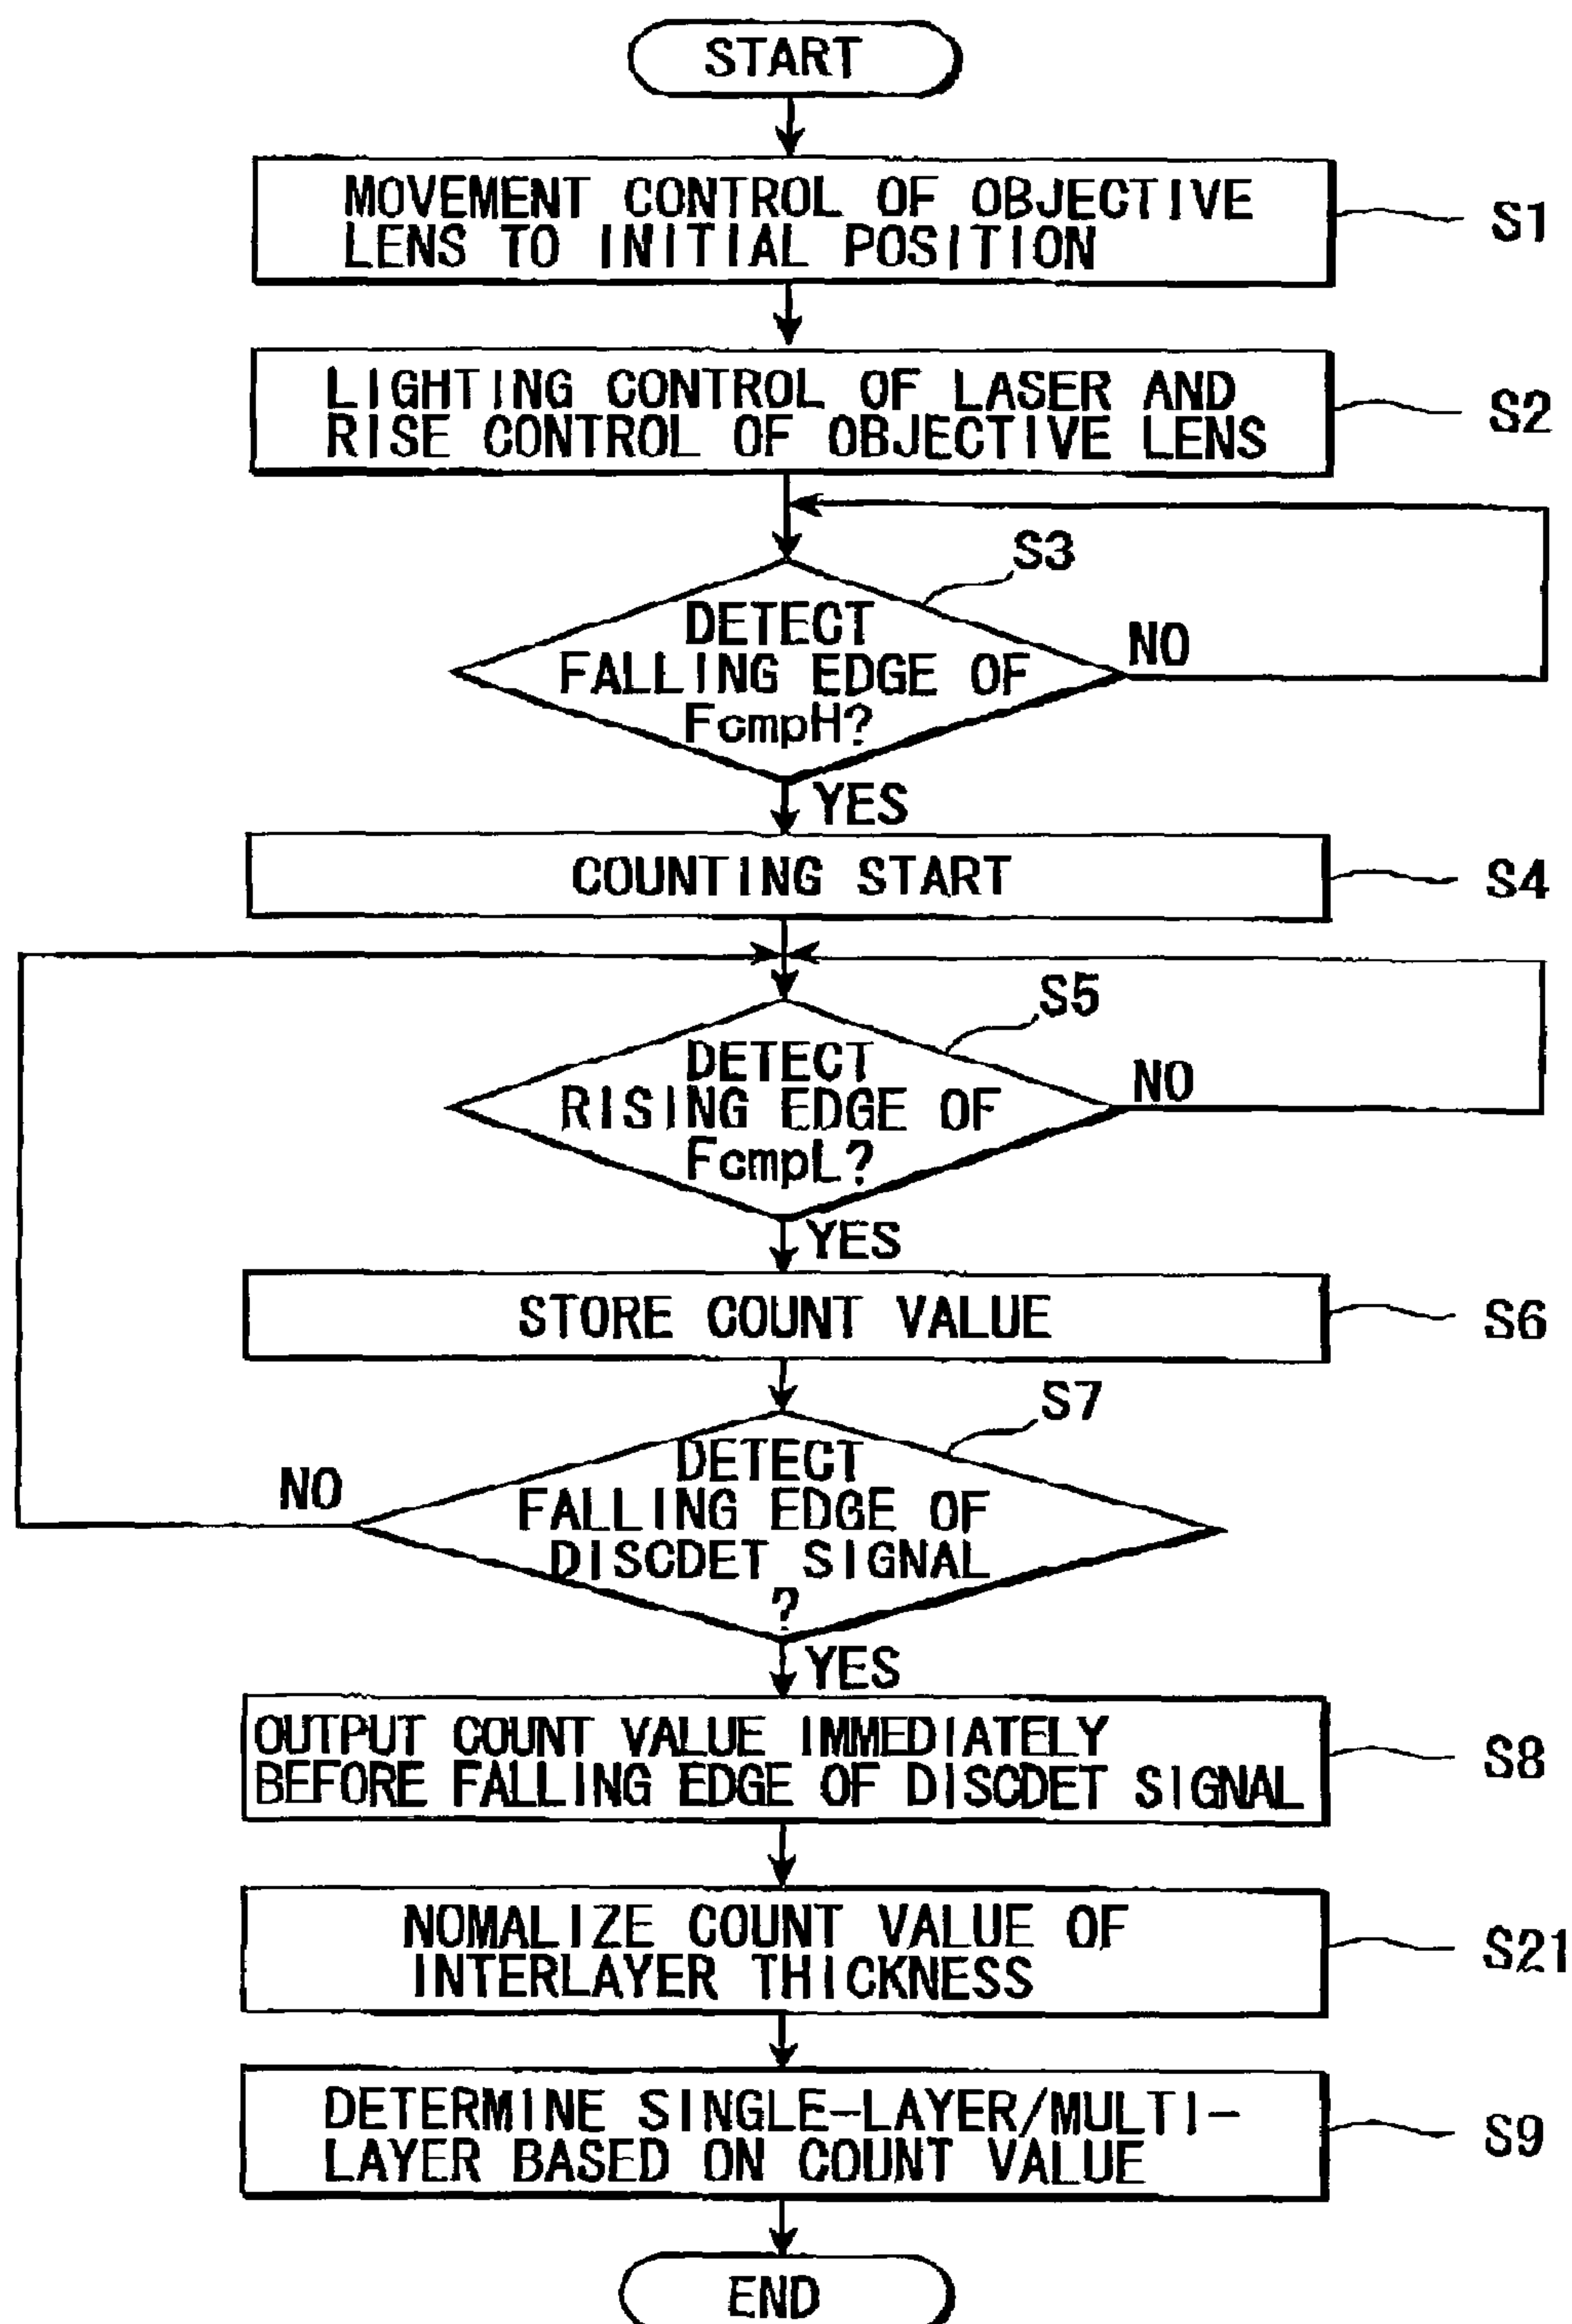 START
MOVEMENT CONTROL OF OBJECTIVE
LENS TO INITIAL POSITION
S1
LIGHTING CONTROL OF LASER AND
RISE CONTROL OF OBJECTIVE LENS
S2
S3
DETECT
FALLING EDGE OF
FcmpH?
NO
YES
COUNTING START
S4
S5
DETECT
RISING EDGE OF
FcmpL?
NO
YES
STORE COUNT VALUE
S6
S7
DETECT
FALLING EDGE OF
DISCDET SIGNAL
?
NO
YES
OUTPUT COUNT VALUE IMMEDIATELY
BEFORE FALLING EDGE OF DISCDET SIGNAL
S8
NOMALIZE COUNT VALUE OF
INTERLAYER THICKNESS
S21
DETERMINE SINGLE-LAYER/MULTI-
LAYER BASED ON COUNT VALUE
S9
END